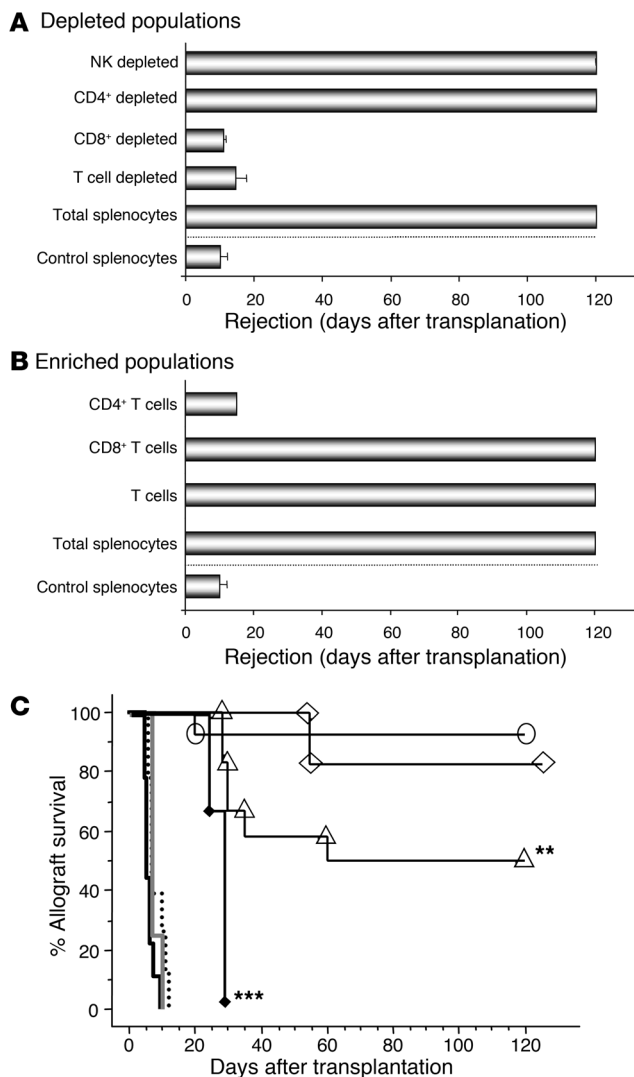 A Depleted populations
NK depleted
CD4+ depleted
CD8+ depleted
T cell depleted
Total splenocytes
Control splenocytes
0 20 40 60 80 100 120
Rejection (days after transplanation)
B Enriched populations
CD4+ T cells
CD8+ T cells
T cells
Total splenocytes
Control splenocytes
0 20 40 60 80 100 120
Rejection (days after transplanation)
C
% Allograft survival
100
80
60
40
20
0
**
***
0 20 40 60 80 100 120
Days after transplantation